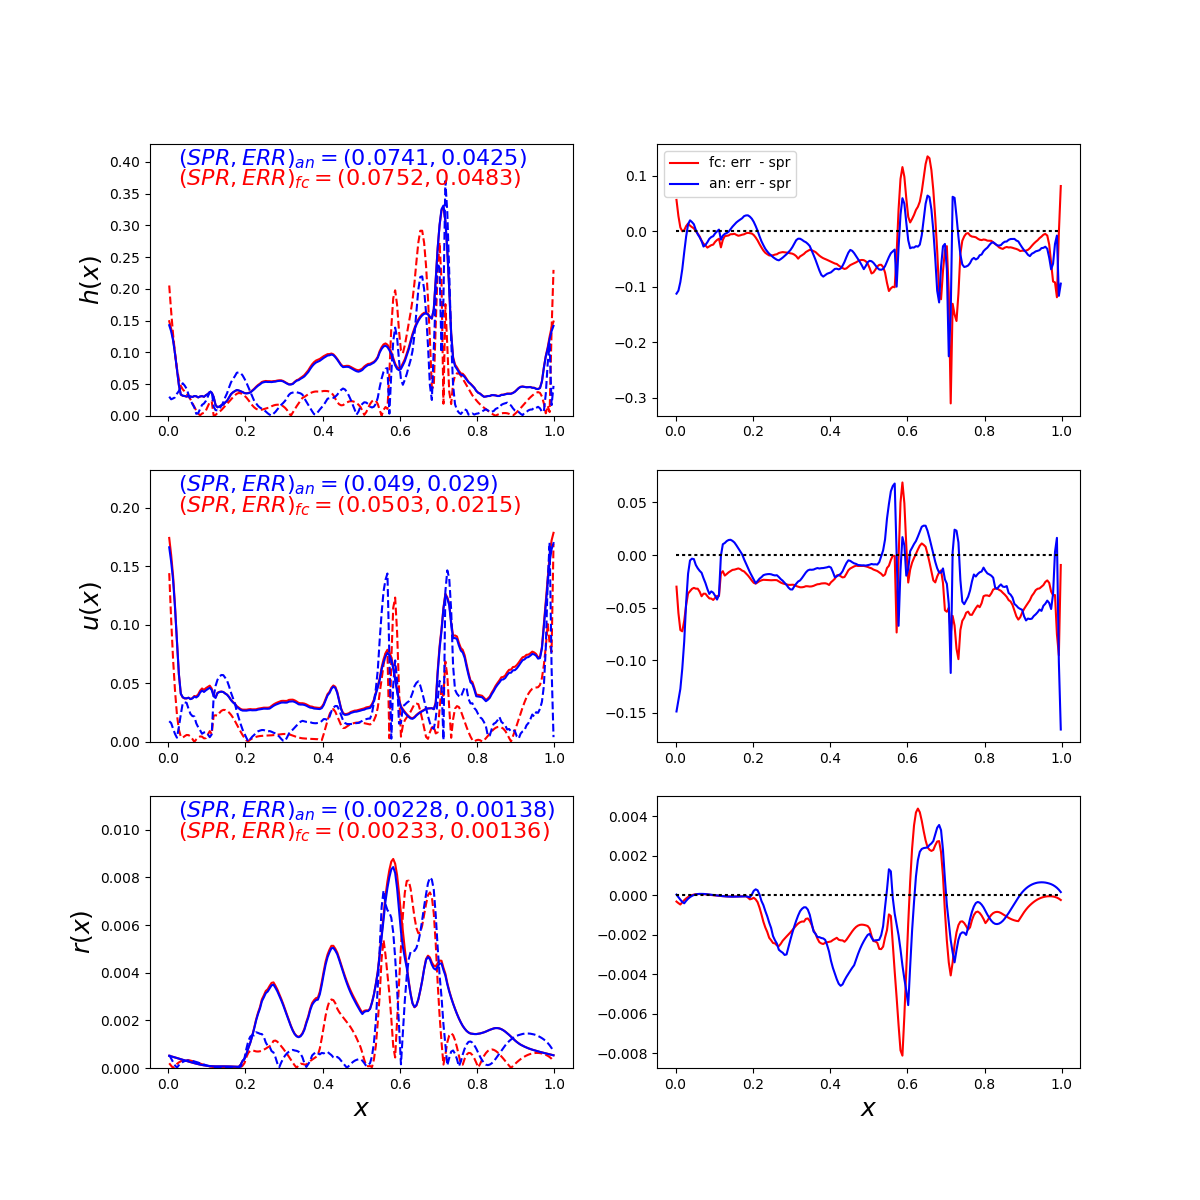 (SPR, ERR)an = (0.0741, 0.0425)
(SPR, ERR)fc = (0.0752, 0.0483)
h(x)
0.40
0.35
0.30
0.25
0.20
0.15
0.10
0.05
0.00
0.0 0.2 0.4 0.6 0.8 1.0
fc: err - spr
an: err - spr
0.1
0.0
−0.1
−0.2
−0.3
0.0 0.2 0.4 0.6 0.8 1.0
(SPR, ERR)an = (0.049, 0.029)
(SPR, ERR)fc = (0.0503, 0.0215)
u(x)
0.20
0.15
0.10
0.05
0.00
0.0 0.2 0.4 0.6 0.8 1.0
0.05
0.00
−0.05
−0.10
−0.15
0.0 0.2 0.4 0.6 0.8 1.0
(SPR, ERR)an = (0.00228, 0.00138)
(SPR, ERR)fc = (0.00233, 0.00136)
r(x)
0.010
0.008
0.006
0.004
0.002
0.000
0.0 0.2 0.4 0.6 0.8 1.0
x
0.004
0.002
0.000
−0.002
−0.004
−0.006
−0.008
0.0 0.2 0.4 0.6 0.8 1.0
x